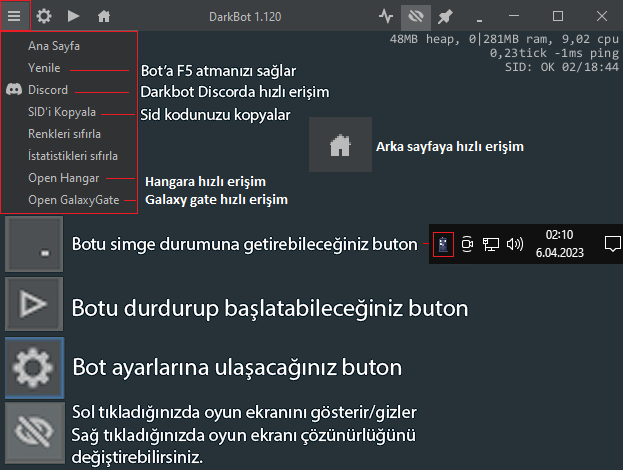 DarkBot 1.120
48MB heap, 0|281MB ram, 9,02 cpu
0,23tick -1ms ping
SID: OK 02/18:44
Ana Sayfa
Yenile
Bot'a F5 atmanızı sağlar
Discord
Darkbot Discorda hızlı erişim
SID'i Kopyala
Sid kodunuzu kopyalar
Renkleri sıfırla
Arka sayfaya hızlı erişim
İstatistikleri sıfırla
Open Hangar
Hangara hızlı erişim
Open GalaxyGate
Galaxy gate hızlı erişim
Botu simge durumuna getirebileceğiniz buton
02:10
6.04.2023
Botu durdurup başlatabileceğiniz buton
Bot ayarlarına ulaşacağınız buton
Sol tıkladığınızda oyun ekranını gösterir/gizler
Sağ tıkladığınızda oyun ekranı çözünürlüğünü
değiştirebilirsiniz.